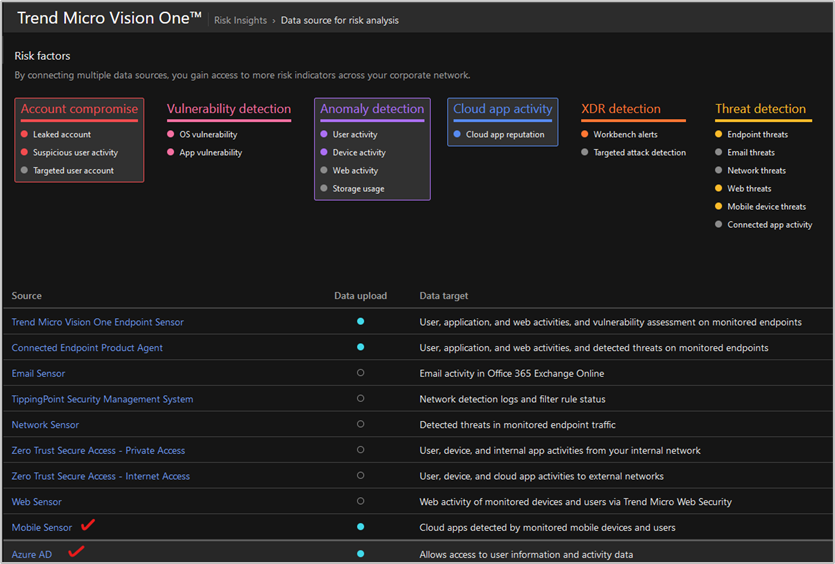 Trend Micro Vision One™ Risk Insights › Data source for risk analysis
Risk factors
By connecting multiple data sources, you gain access to more risk indicators across your corporate network.
Account compromise
Leaked account
Suspicious user activity
Targeted user account
Vulnerability detection
OS vulnerability
App vulnerability
Anomaly detection
User activity
Device activity
Web activity
Storage usage
Cloud app activity
Cloud app reputation
XDR detection
Workbench alerts
Targeted attack detection
Threat detection
Endpoint threats
Email threats
Network threats
Web threats
Mobile device threats
Connected app activity
Source Data upload Data target
Trend Micro Vision One Endpoint Sensor User, application, and web activities, and vulnerability assessment on monitored endpoints
Connected Endpoint Product Agent User, application, and web activities, and detected threats on monitored endpoints
Email Sensor Email activity in Office 365 Exchange Online
TippingPoint Security Management System Network detection logs and filter rule status
Network Sensor Detected threats in monitored endpoint traffic
Zero Trust Secure Access - Private Access User, device, and internal app activities from your internal network
Zero Trust Secure Access - Internet Access User, device, and cloud app activities to external networks
Web Sensor Web activity of monitored devices and users via Trend Micro Web Security
Mobile Sensor Cloud apps detected by monitored mobile devices and users
Azure AD Allows access to user information and activity data